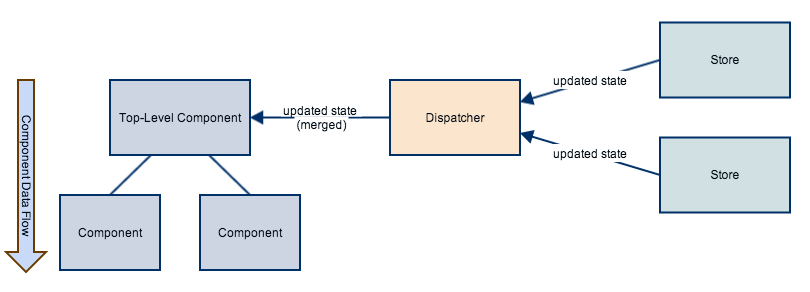 Store
updated state
Top-Level Component
updated state
(merged)
Dispatcher
updated state
Store
Component
Component
Component Data Flow